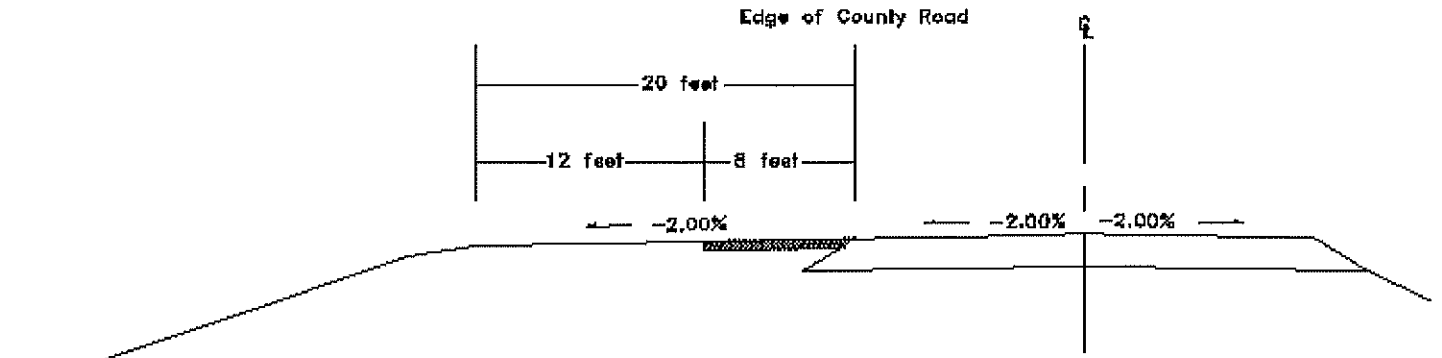 Edge of County Road
℄
20 feet
12 feet
8 feet
-2.00%
-2.00%
-2.00%